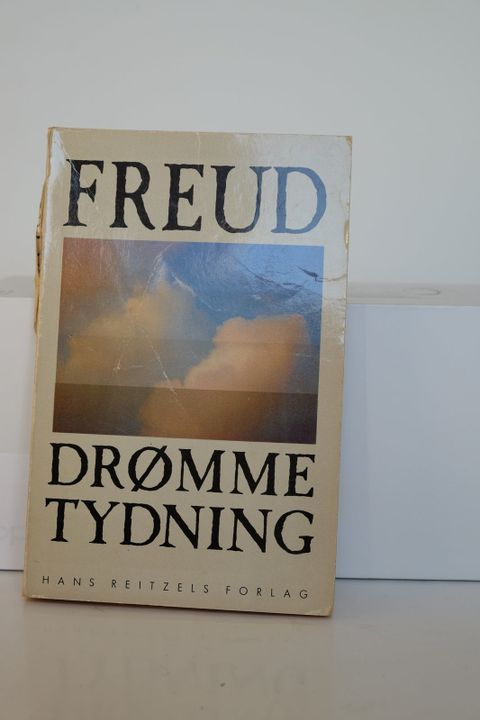 FREUD
DRØMME
TYDNING
HANS REITZELS FORLAG